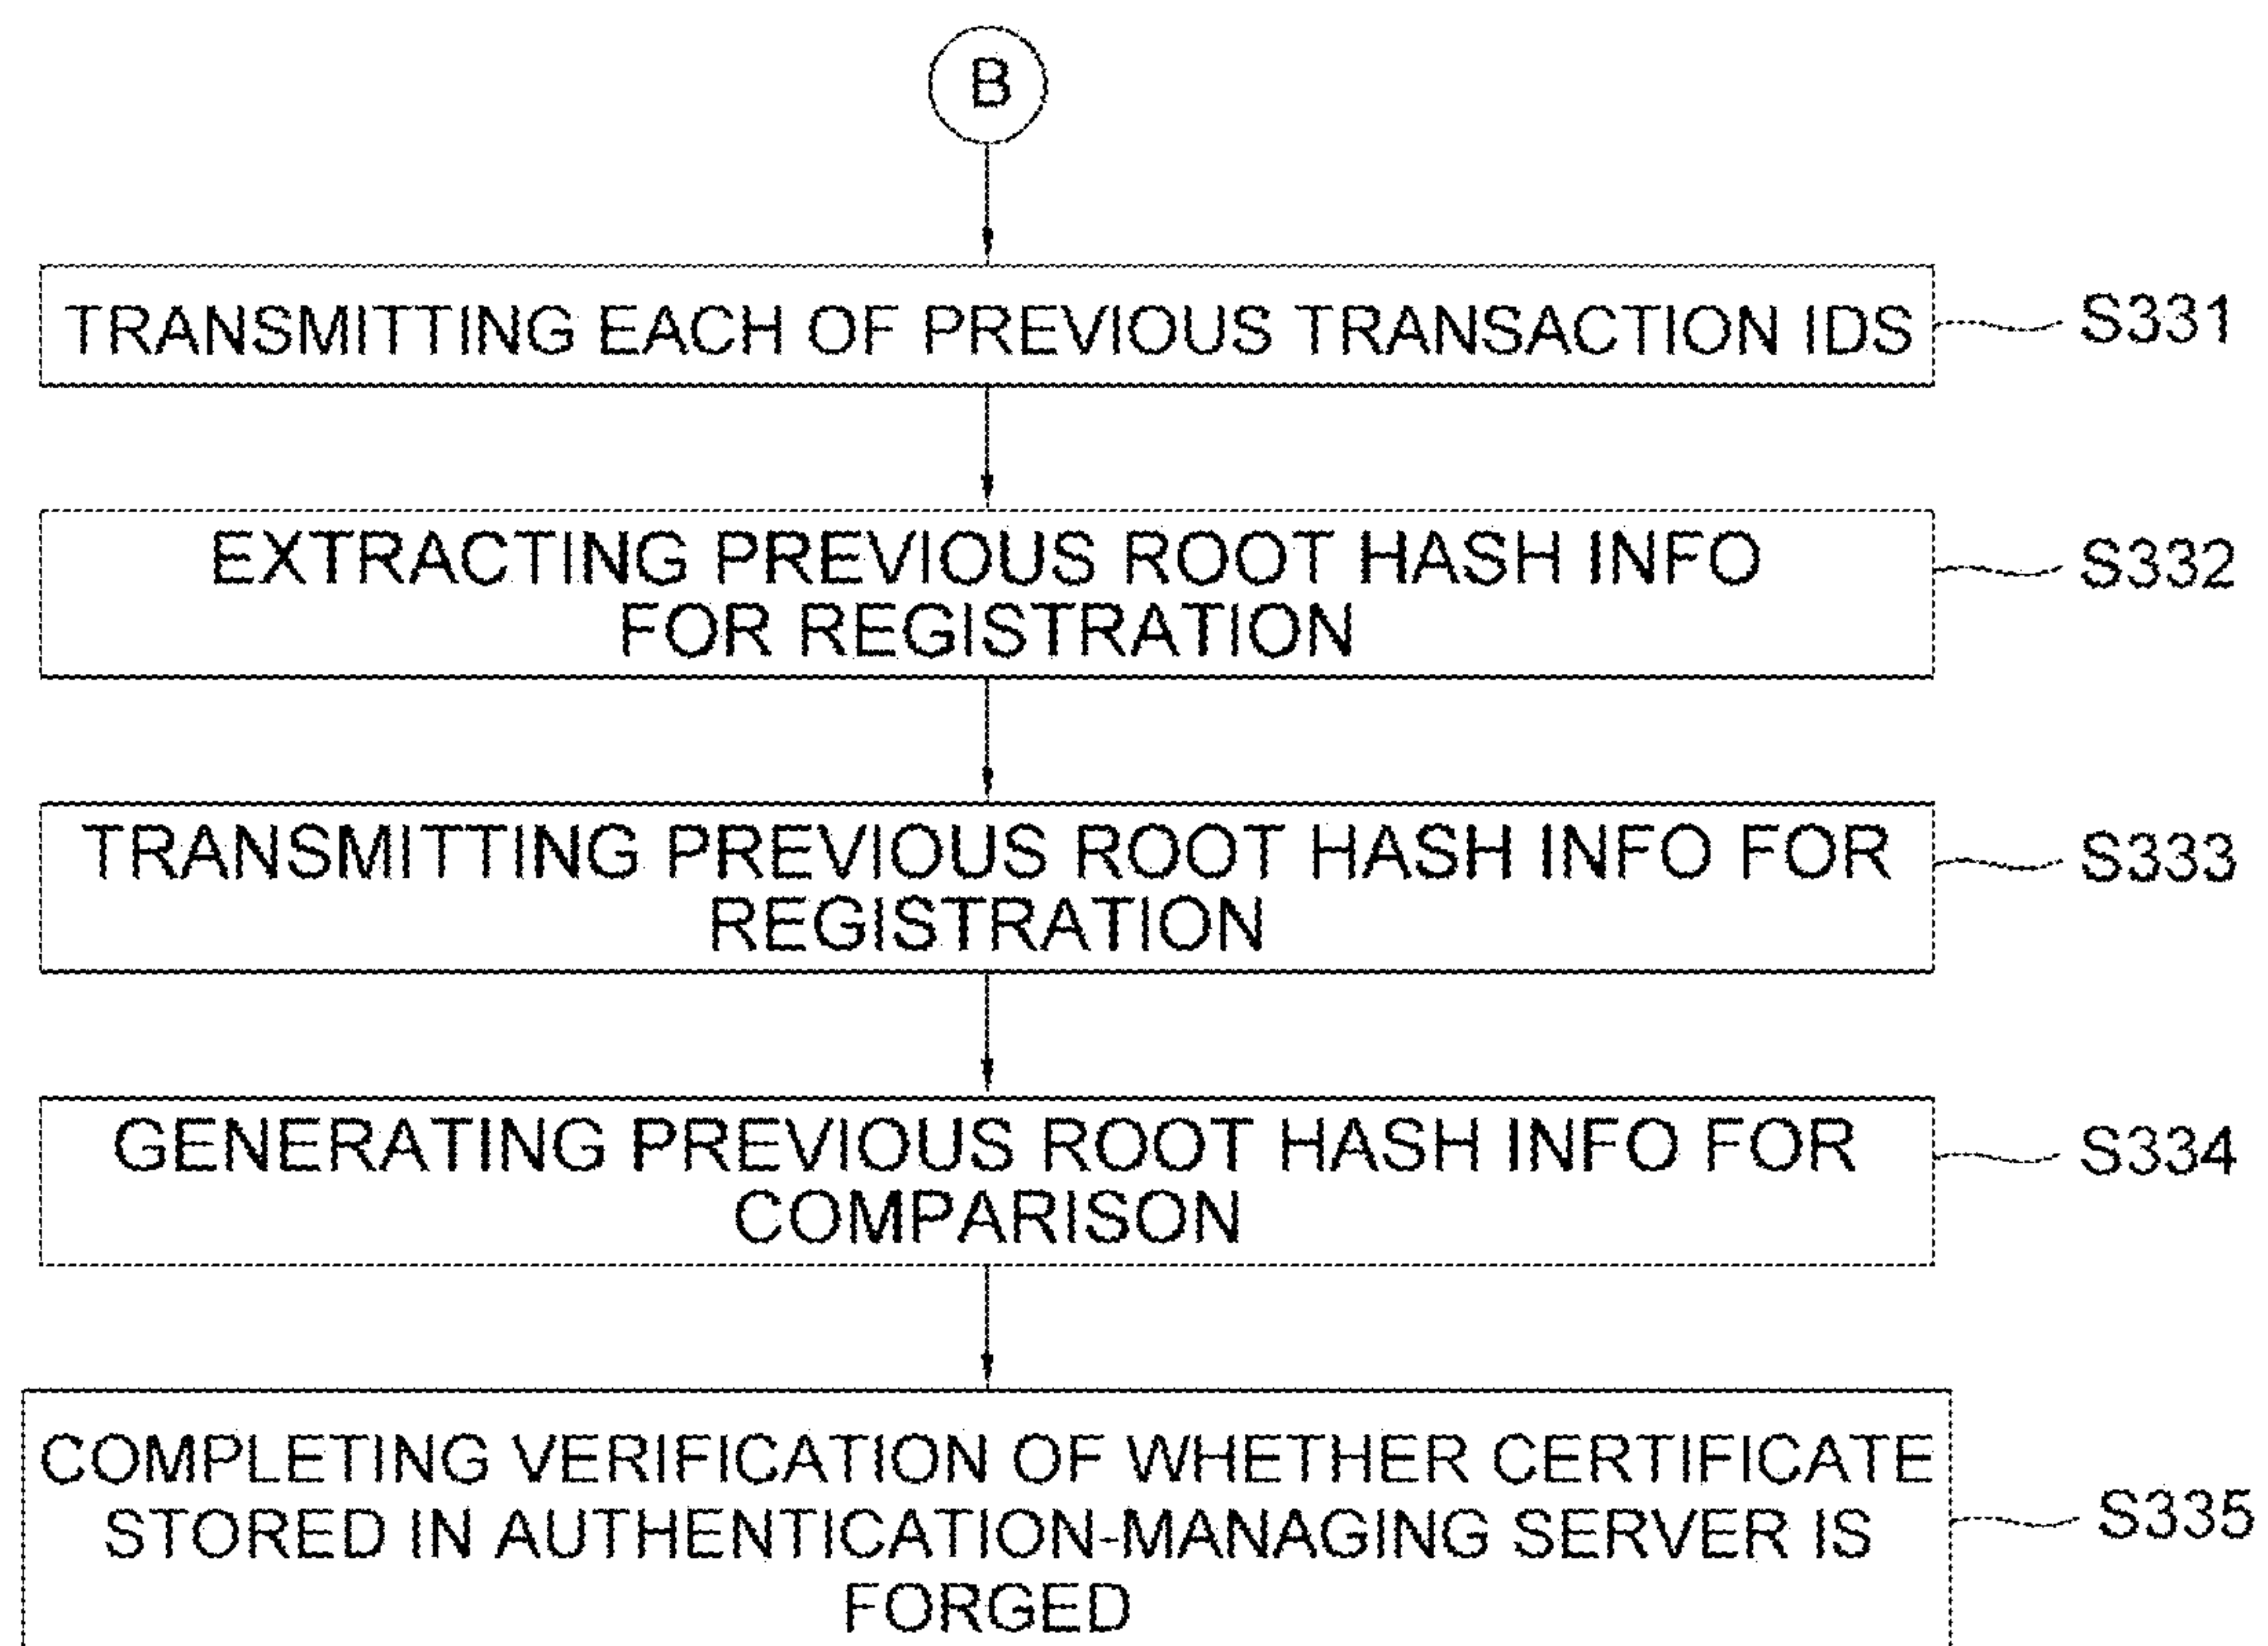 B
TRANSMITTING EACH OF PREVIOUS TRANSACTION IDS
S331
EXTRACTING PREVIOUS ROOT HASH INFO
FOR REGISTRATION
S332
TRANSMITTING PREVIOUS ROOT HASH INFO FOR
REGISTRATION
S333
GENERATING PREVIOUS ROOT HASH INFO FOR
COMPARISON
S334
COMPLETING VERIFICATION OF WHETHER CERTIFICATE
STORED IN AUTHENTICATION-MANAGING SERVER IS
FORGED
S335